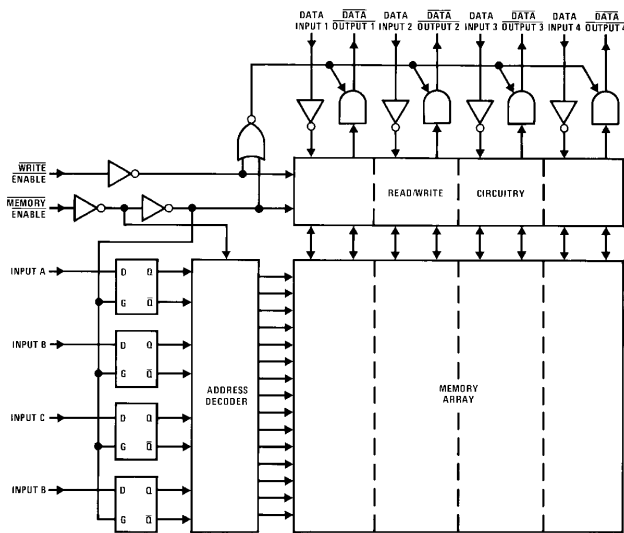 DATA INPUT 1
DATA OUTPUT 1
DATA INPUT 2
DATA OUTPUT 2
DATA INPUT 3
DATA OUTPUT 3
DATA INPUT 4
DATA OUTPUT 4
WRITE ENABLE
MEMORY ENABLE
READ/WRITE CIRCUITRY
INPUT A
D Q
G Q̅
INPUT B
D Q
G Q̅
ADDRESS DECODER
MEMORY ARRAY
INPUT C
D Q
G Q̅
INPUT B
D Q
G Q̅